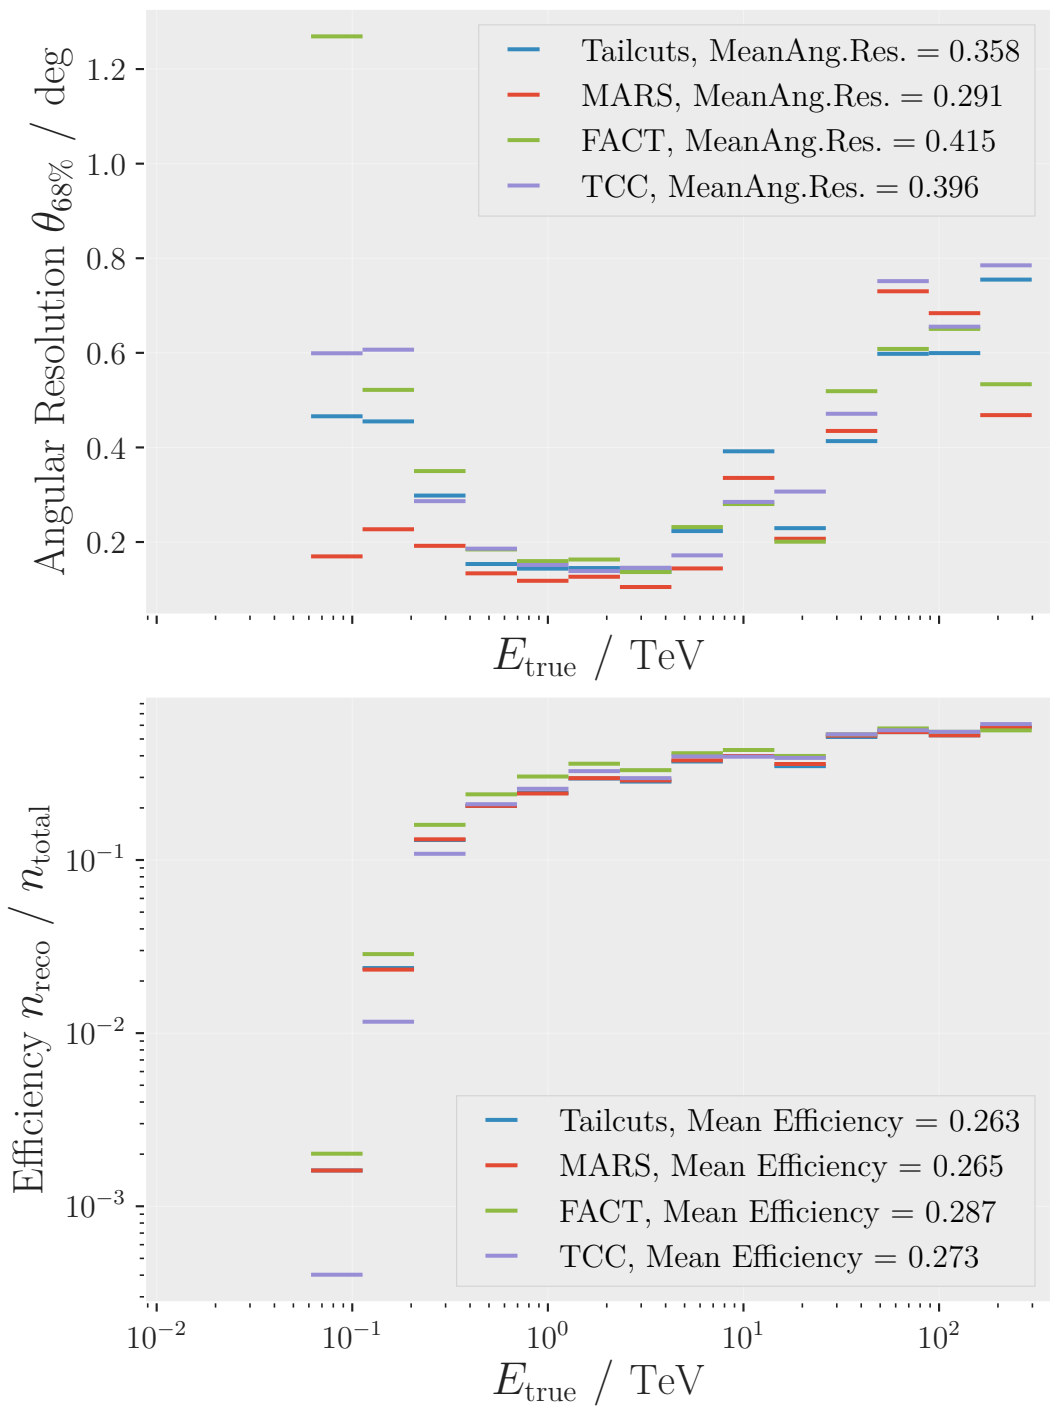 Angular Resolution θ68% / deg
1.2
1.0
0.8
0.6
0.4
0.2
Tailcuts, MeanAng.Res. = 0.358
MARS, MeanAng.Res. = 0.291
FACT, MeanAng.Res. = 0.415
TCC, MeanAng.Res. = 0.396
Etrue / TeV
Efficiency nreco / ntotal
10⁻¹
10⁻²
10⁻³
Tailcuts, Mean Efficiency = 0.263
MARS, Mean Efficiency = 0.265
FACT, Mean Efficiency = 0.287
TCC, Mean Efficiency = 0.273
10⁻² 10⁻¹ 10⁰ 10¹ 10²
Etrue / TeV